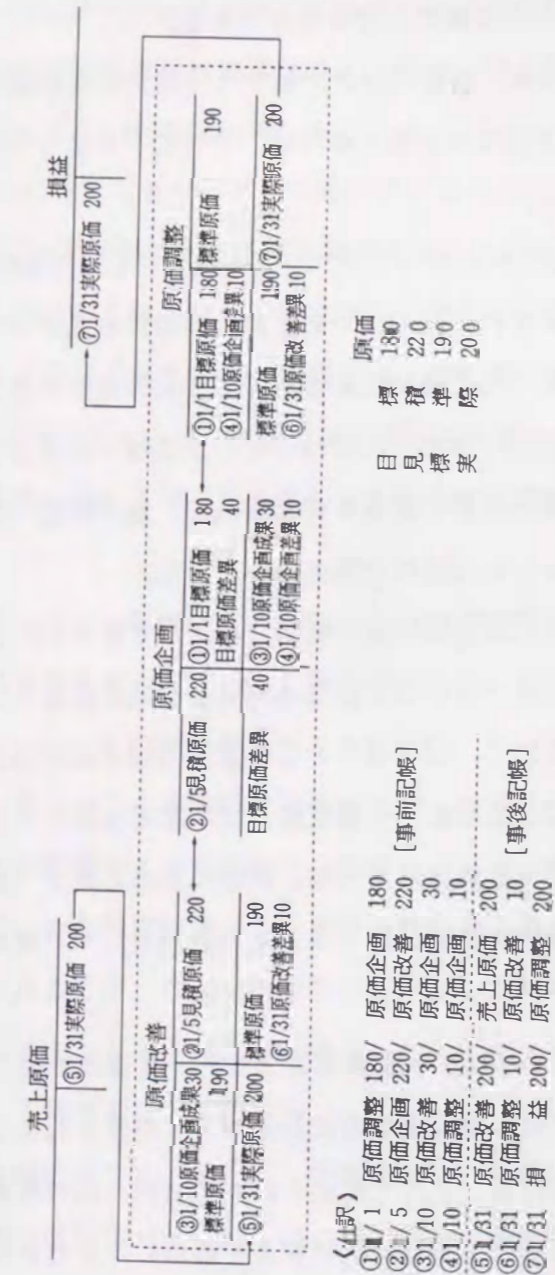 売上原価
⑤1/31実際原価 200
損益
⑦1/31実際原価 200
原価改善
③1/10原価企画成果30
標準原価 190
②1/5見積原価 220
⑤1/31実際原価 200
標準原価 190
⑥1/31原価改善差異10
原価企画
②1/5見積原価 220
①1/1目標原価 180
目標原価差異 40
目標原価差異 40
③1/10原価企画成果 30
④1/10原価企画差異 10
原価調整
①1/1目標原価 180
④1/10原価企画差異10
標準原価 190
標準原価 190
⑥1/31原価改善差異 10
⑦1/31実際原価 200
〈仕訳〉
①1/ 1 原価調整 180/ 原価企画 180
②1/ 5 原価企画 220/ 原価改善 220 [事前記帳]
③1/10 原価改善 30/ 原価企画 30
④1/10 原価調整 10/ 原価企画 10
⑤1/31 原価改善 200/ 売上原価 200
⑥1/31 原価調整 10/ 原価改善 10 [事後記帳]
⑦1/31 損益 200/ 原価調整 200
原価
目標 180
見積 220
標準 190
実際 200